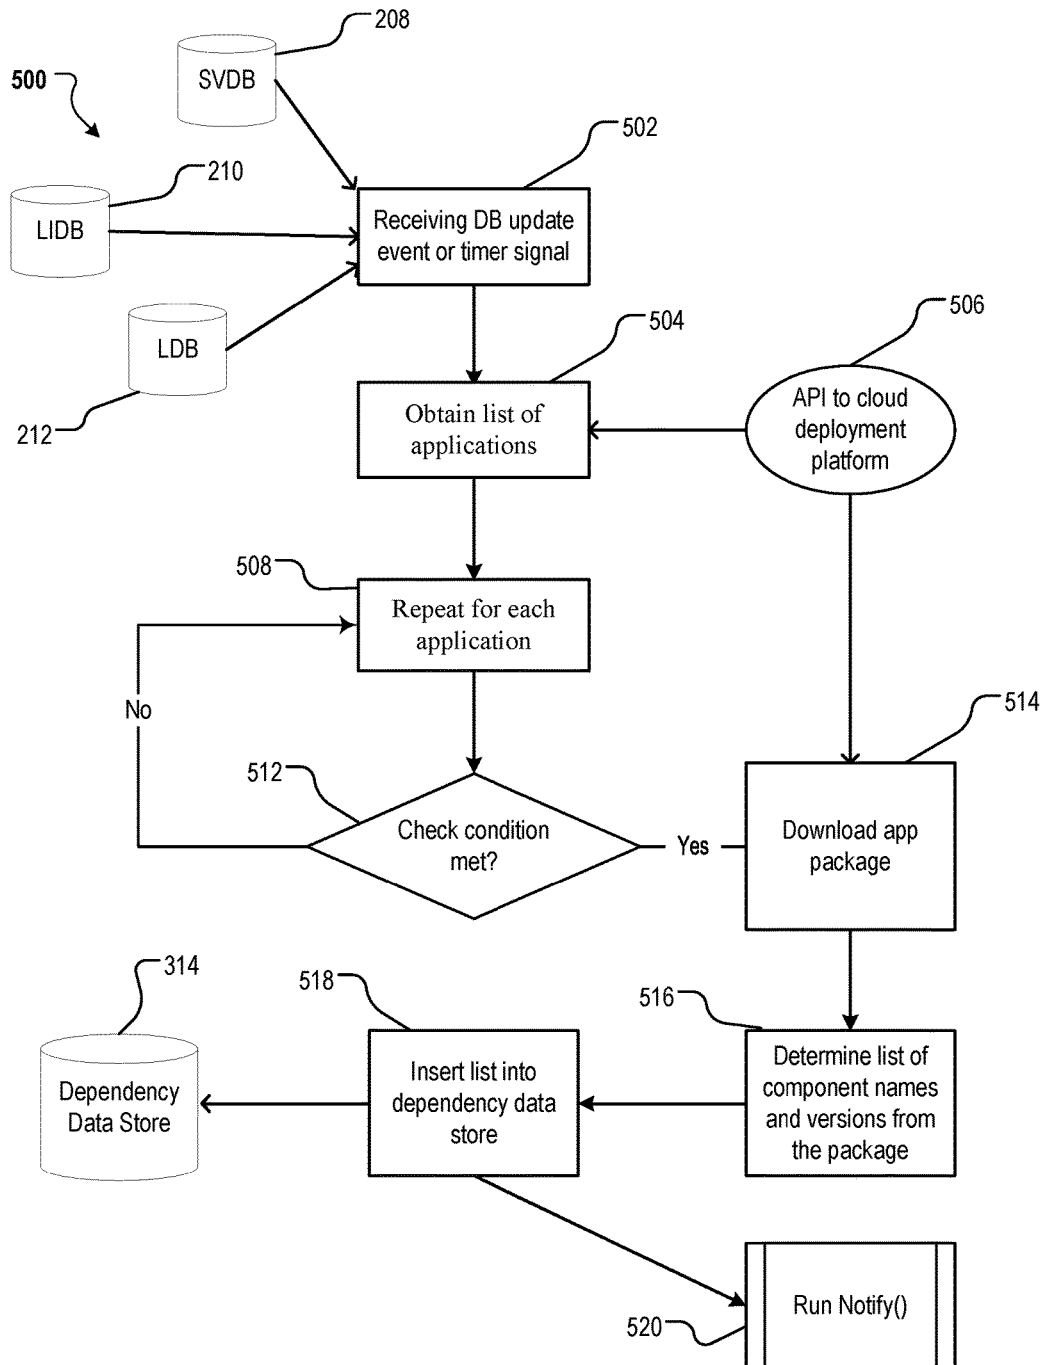 208
500
SVDB
502
210
LIDB
Receiving DB update
event or timer signal
506
504
LDB
212
API to cloud
deployment
platform
Obtain list of
applications
508
Repeat for each
application
514
No
512
Check condition
met?
Yes
Download app
package
314
518
516
Dependency
Data Store
Insert list into
dependency data
store
Determine list of
component names
and versions from
the package
Run Notify()
520